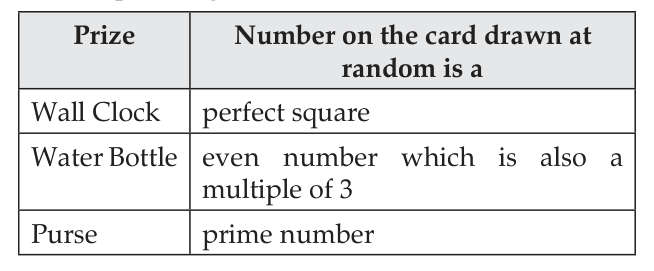 Prize
Number on the card drawn at
random is a
Wall Clock
perfect square
Water Bottle
even number which is also a
multiple of 3
Purse
prime number